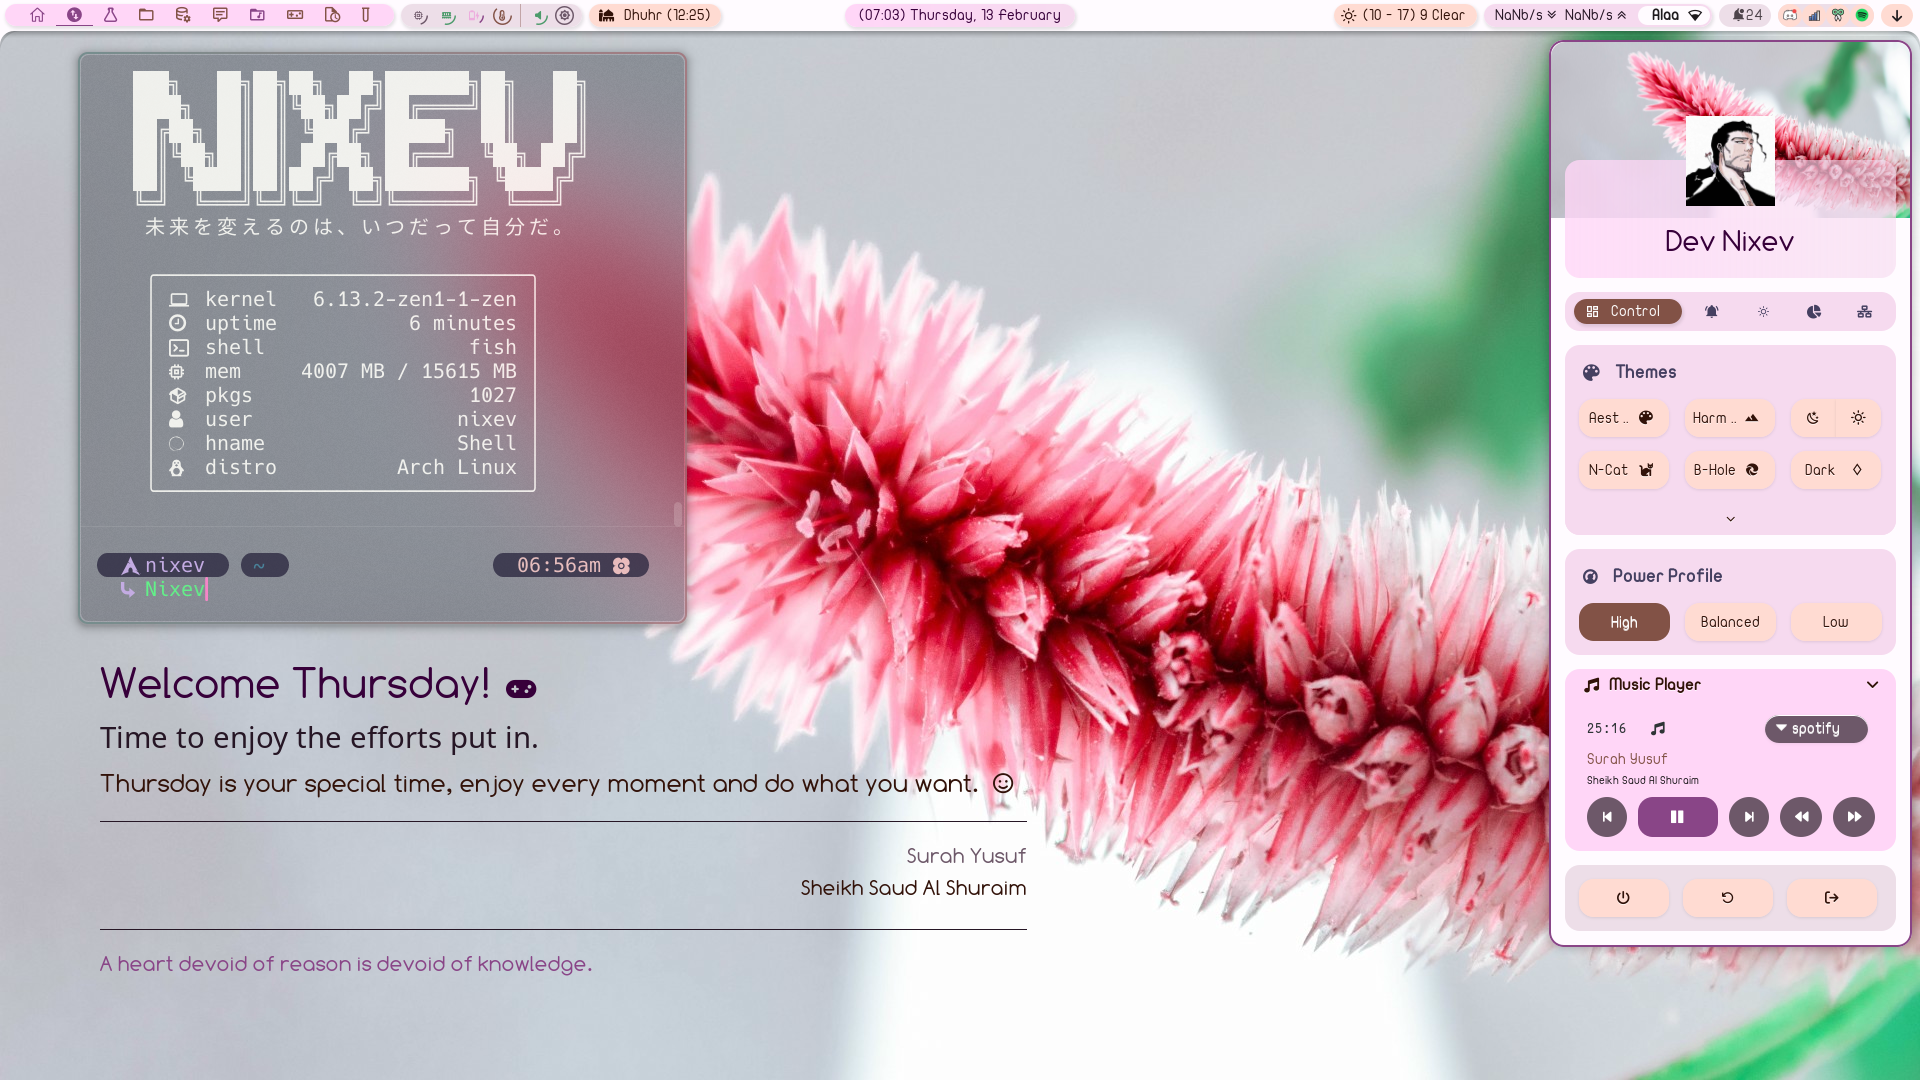 Dhuhr (12:25)
(07:03) Thursday, 13 February
(10 - 17) 9 Clear
NaNb/s NaNb/s
Alaa
24
NIXEV
未来を変えるのは、いつだって自分だ。
kernel 6.13.2-zen1-1-zen
uptime 6 minutes
shell fish
mem 4007 MB / 15615 MB
pkgs 1027
user nixev
hname Shell
distro Arch Linux
nixev ~ 06:56am
Nixev
Welcome Thursday!
Time to enjoy the efforts put in.
Thursday is your special time, enjoy every moment and do what you want.
Surah Yusuf
Sheikh Saud Al Shuraim
A heart devoid of reason is devoid of knowledge.
Dev Nixev
Control
Themes
Aest .. Harm ..
N-Cat B-Hole Dark
Power Profile
High Balanced Low
Music Player
25:16 spotify
Surah Yusuf
Sheikh Saud Al Shuraim